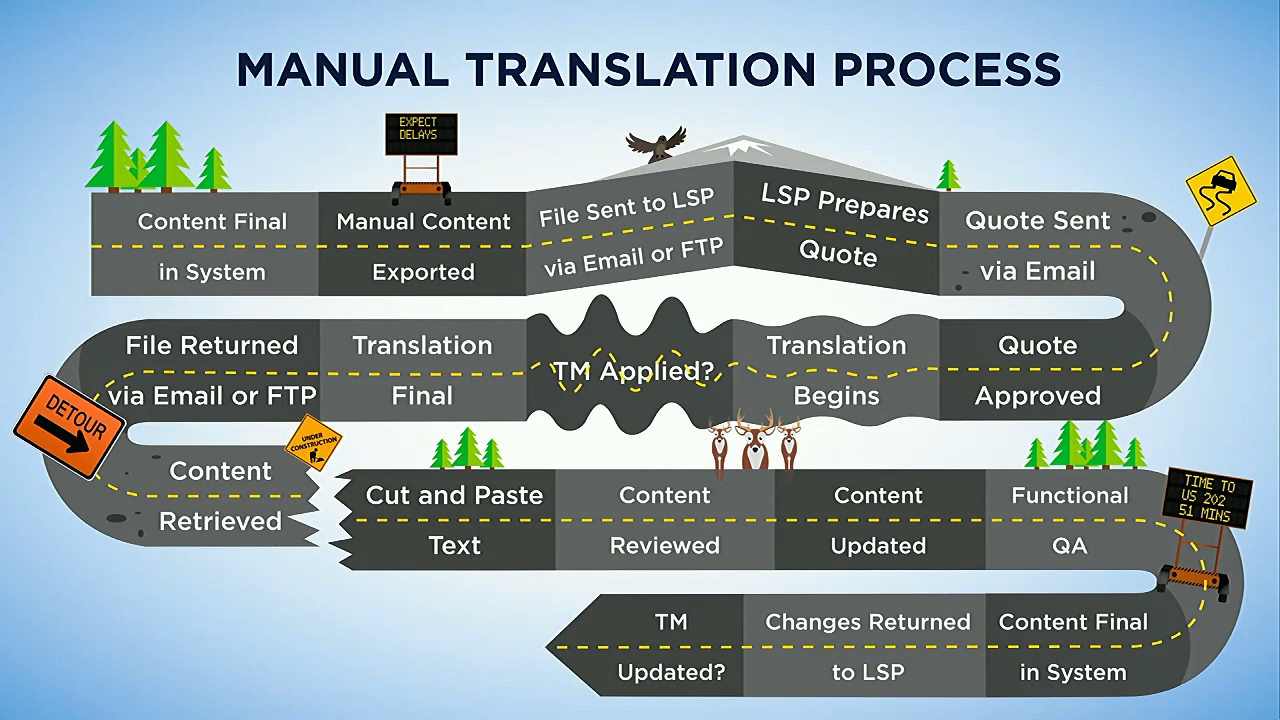 MANUAL TRANSLATION PROCESS
EXPECT
DELAYS
Content Final
in System
Manual Content
Exported
File Sent to LSP
via Email or FTP
LSP Prepares
Quote
Quote Sent
via Email
Quote
Approved
Translation
Begins
TM Applied?
Translation
Final
File Returned
via Email or FTP
DETOUR
Content
Retrieved
UNDER
CONSTRUCTION
Cut and Paste
Text
Content
Reviewed
Content
Updated
Functional
QA
TIME TO
US 202
51 MINS
Content Final
in System
Changes Returned
to LSP
TM
Updated?